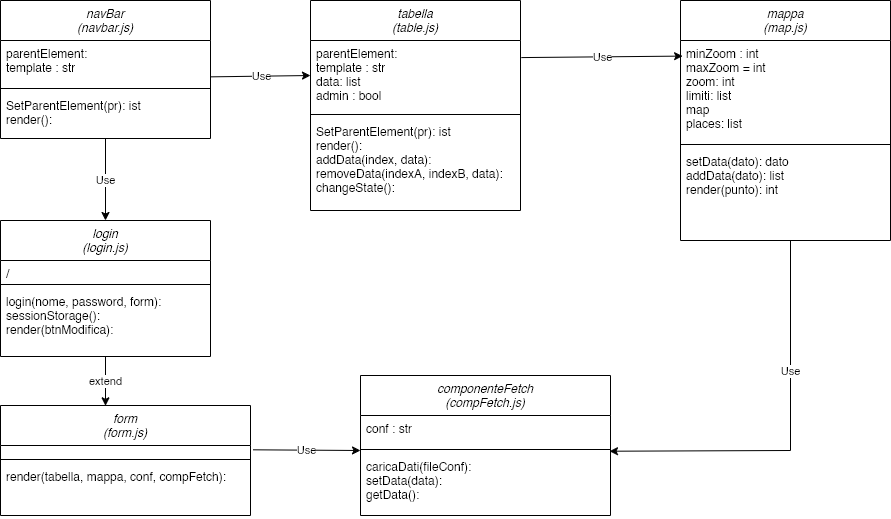 navBar
(navbar.js)
parentElement:
template : str
SetParentElement(pr): ist
render():
Use
tabella
(table.js)
parentElement:
template : str
data: list
admin : bool
SetParentElement(pr): ist
render():
addData(index, data):
removeData(indexA, indexB, data):
changeState():
Use
mappa
(map.js)
minZoom : int
maxZoom = int
zoom: int
limiti: list
map
places: list
setData(dato): dato
addData(dato): list
render(punto): int
Use
login
(login.js)
/
login(nome, password, form):
sessionStorage():
render(btnModifica):
extend
form
(form.js)
render(tabella, mappa, conf, compFetch):
Use
componenteFetch
(compFetch.js)
conf : str
caricaDati(fileConf):
setData(data):
getData():
Use